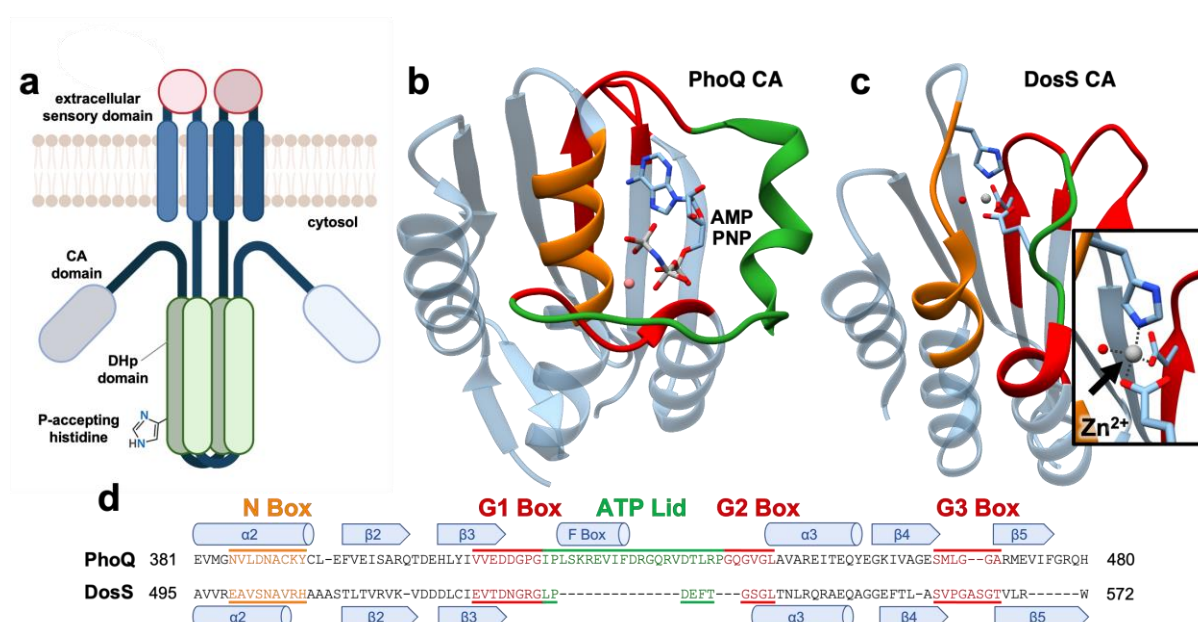 a
extracellular
sensory domain
cytosol
CA
domain
DHp
domain
P-accepting
histidine
N
HN
b
PhoQ CA
AMP
PNP
c
DosS CA
Zn²⁺
d
N Box
G1 Box
ATP Lid
G2 Box
G3 Box
α2
β2
β3
F Box
α3
β4
β5
PhoQ 381 EVMGNVLDNACKYCL-EFVEISARQTDEHLYIVVEDDGPGIPLSKREVIFDRGQRVDTLRPGQGVGLAVAREITEQYEGKIVAGESMLG--GARMEVIFGRQH 480
DosS 495 AVVREAVSNAVRHAAASTLTVRVK-VDDDLCIEVTDNGRGLP--------------DEFT---GSGLTNLRQRAEQAGGEFTL-ASVPGASGTVLR------W 572
α2
β2
β3
α3
β4
β5